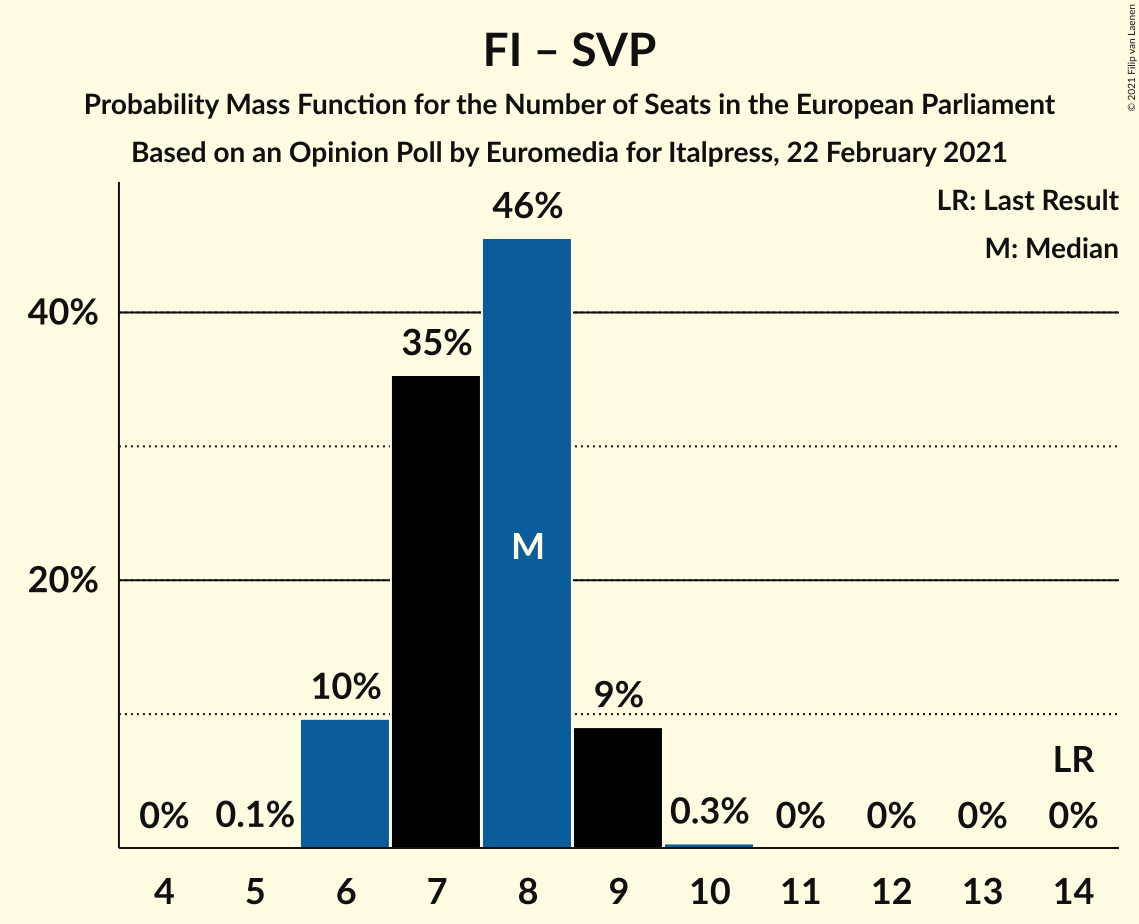 FI – SVP
Probability Mass Function for the Number of Seats in the European Parliament
Based on an Opinion Poll by Euromedia for Italpress, 22 February 2021
© 2021 Filip van Laenen
LR: Last Result
M: Median
46%
40%
35%
M
20%
10%
9%
LR
0%
0.1%
0.3%
0%
0%
0%
0%
4 5 6 7 8 9 10 11 12 13 14